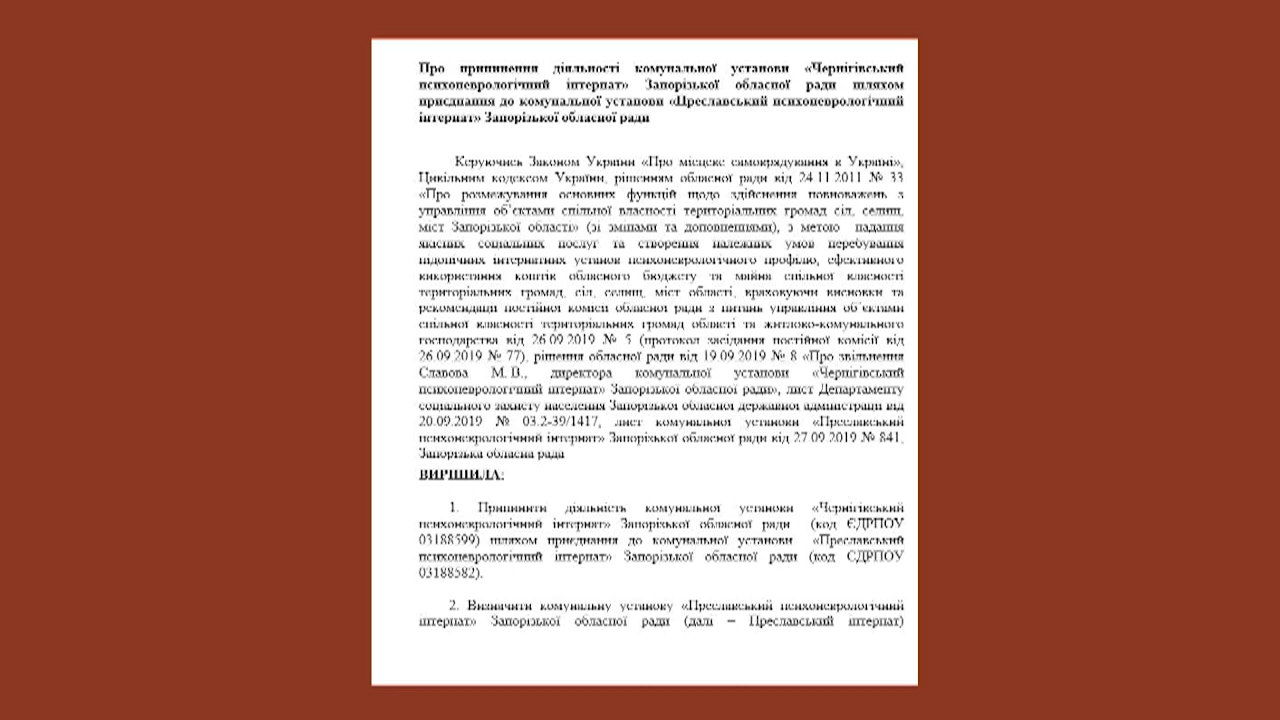 Про припинення діяльності комунальної установи «Чернігівський
психоневрологічний інтернат» Запорізької обласної ради шляхом
приєднання до комунальної установи «Преславський психоневрологічний
інтернат» Запорізької обласної ради
Керуючись Законом України «Про місцеве самоврядування в Україні»,
Цивільним кодексом України, рішенням обласної ради від 24.11.2011 № 33
«Про розмежування основних функцій щодо здійснення повноважень з
управління об'єктами спільної власності територіальних громад сіл, селищ,
міст Запорізької області» (зі змінами та доповненнями), з метою надання
якісних соціальних послуг та створення належних умов перебування
підопічних інтернатних установ психоневрологічного профілю, ефективного
використання коштів обласного бюджету та майна спільної власності
територіальних громад, сіл, селищ, міст області, враховуючи висновки та
рекомендації постійної комісії обласної ради з питань управління об'єктами
спільної власності територіальних громад області та житлово-комунального
господарства від 26.09.2019 № 5 (протокол засідання постійної комісії від
26.09.2019 № 77), рішення обласної ради від 19.09.2019 № 8 «Про звільнення
Славова М.В., директора комунальної установи «Чернігівський
психоневрологічний інтернат» Запорізької обласної ради», лист Департаменту
соціального захисту населення Запорізької обласної державної адміністрації від
20.09.2019 № 03.2-39/1417, лист комунальної установи «Преславський
психоневрологічний інтернат» Запорізької обласної ради від 27.09.2019 № 841,
Запорізька обласна рада
ВИРІШИЛА:
1. Припинити діяльність комунальної установи «Чернігівський
психоневрологічний інтернат» Запорізької обласної ради (код ЄДРПОУ
03188599) шляхом приєднання до комунальної установи «Преславський
психоневрологічний інтернат» Запорізької обласної ради (код ЄДРПОУ
03188582).
2. Визначити комунальну установу «Преславський психоневрологічний
інтернат» Запорізької обласної ради (далі – Преславський інтернат)